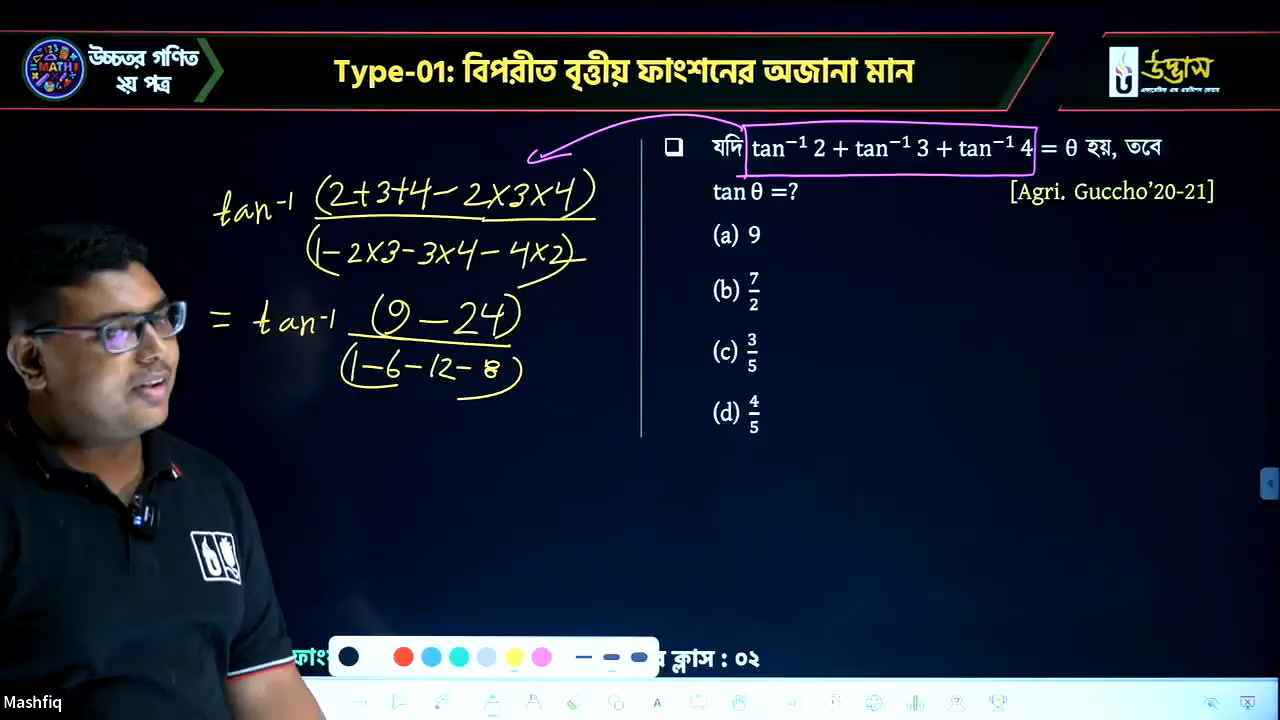 উচ্চতর গণিত
২য় পত্র
MATH
Type-01: বিপরীত বৃত্তীয় ফাংশনের অজানা মান
উদ্ভাস
❑ যদি tan⁻¹ 2 + tan⁻¹ 3 + tan⁻¹ 4 = θ হয়, তবে
tan θ =?
[Agri. Guccho'20-21]
(a) 9
(b) 7/2
(c) 3/5
(d) 4/5
tan⁻¹ (2+3+4-2×3×4)
(1-2×3-3×4-4×2)
= tan⁻¹ (9-24)
(1-6-12-8)
ফাং
র ক্লাস : ০২
Mashfiq